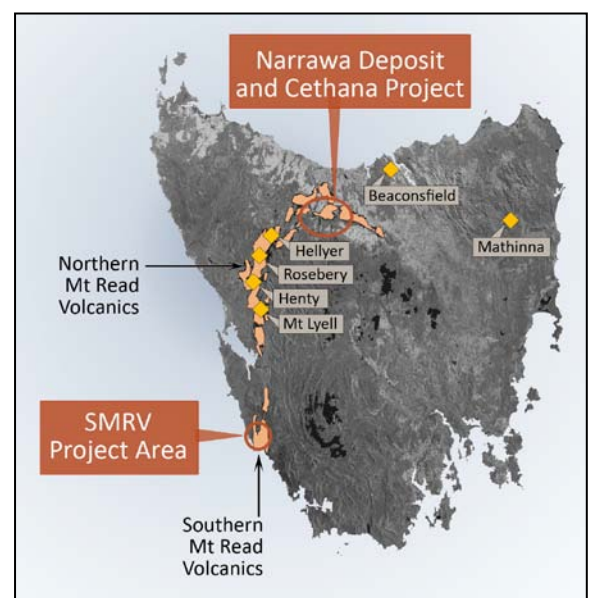 Narrawa Deposit
and Cethana Project
Beaconsfield
Mathinna
Hellyer
Northern
Mt Read
Volcanics
Rosebery
Henty
Mt Lyell
SMRV
Project Area
Southern
Mt Read
Volcanics